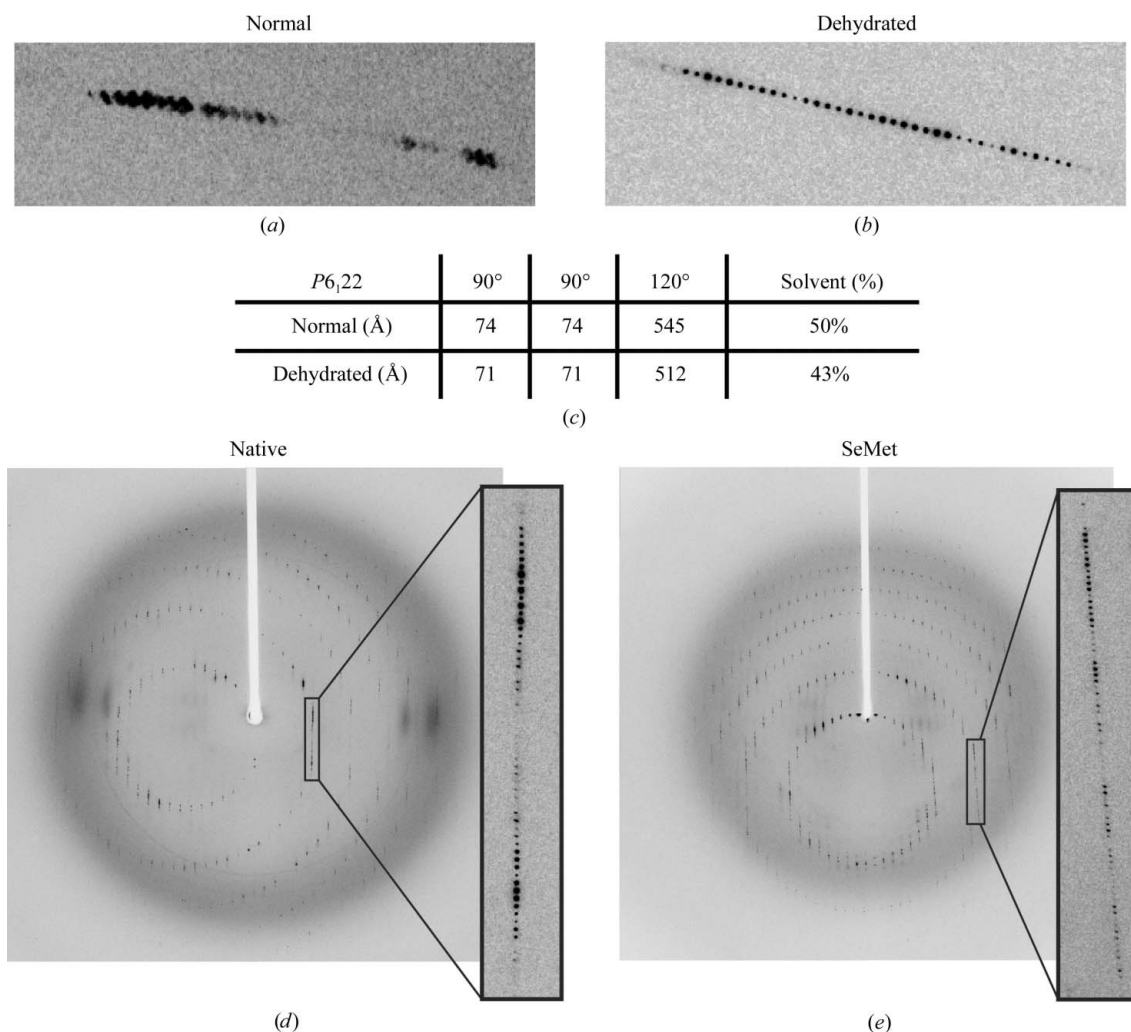 Normal
Dehydrated
(a)
(b)
P6₁22 90° 90° 120° Solvent (%)
Normal (Å) 74 74 545 50%
Dehydrated (Å) 71 71 512 43%
(c)
Native
SeMet
(d)
(e)